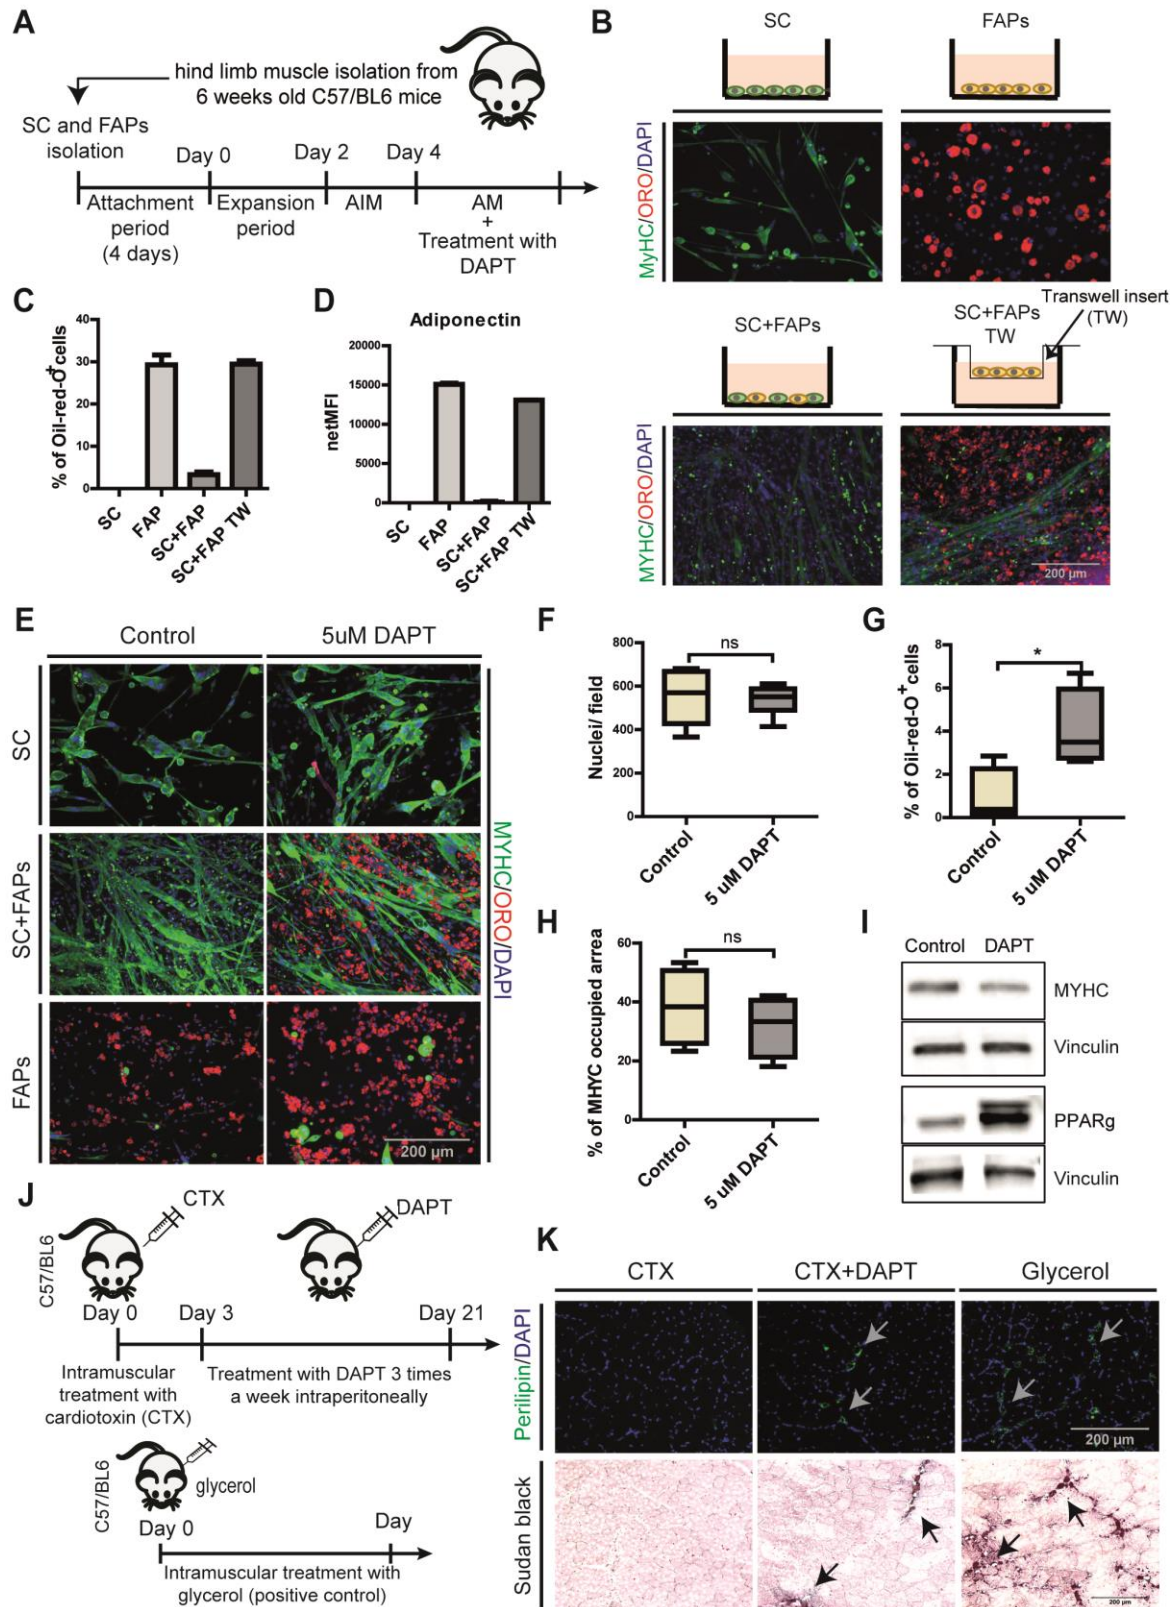 A
hind limb muscle isolation from
6 weeks old C57/BL6 mice
SC and FAPs
isolation
Day 0
Day 2
Day 4
Attachment
period
(4 days)
Expansion
period
AIM
AM
+
Treatment with
DAPT
B
SC
FAPs
MyHC/ORO/DAPI
SC+FAPs
SC+FAPs
TW
Transwell insert
(TW)
MYHC/ORO/DAPI
200 µm
C
% of Oil-red-O+cells
40
30
20
10
0
SC
FAP
SC+FAP
SC+FAP TW
D
Adiponectin
netMFI
20000
15000
10000
5000
0
SC
FAP
SC+FAP
SC+FAP TW
E
Control
5uM DAPT
SC
SC+FAPs
FAPs
MYHC/ORO/DAPI
200 µm
F
Nuclei/ field
800
600
400
200
0
ns
Control
5 uM DAPT
G
% of Oil-red-O+ cells
8
6
4
2
0
*
Control
5 uM DAPT
H
% of MHYC occupied area
60
40
20
0
ns
Control
5 uM DAPT
I
Control
DAPT
MYHC
Vinculin
PPARg
Vinculin
J
C57/BL6
CTX
DAPT
Day 0
Day 3
Day 21
Intramuscular
treatment with
cardiotoxin (CTX)
Treatment with DAPT 3 times
a week intraperitoneally
C57/BL6
glycerol
Day 0
Day
Intramuscular treatment with
glycerol (positive control)
K
CTX
CTX+DAPT
Glycerol
Perilipin/DAPI
200 µm
Sudan black
200 µm